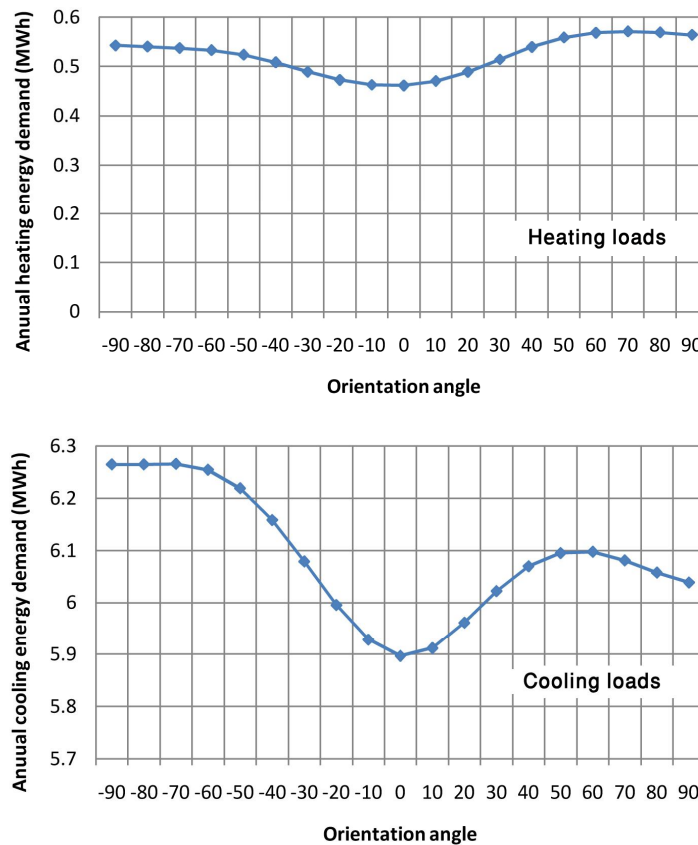 Anuual heating energy demand (MWh)
0.6
0.5
0.4
0.3
0.2
0.1
0
Heating loads
-90 -80 -70 -60 -50 -40 -30 -20 -10 0 10 20 30 40 50 60 70 80 90
Orientation angle
Anuual cooling energy demand (MWh)
6.3
6.2
6.1
6
5.9
5.8
5.7
Cooling loads
-90 -80 -70 -60 -50 -40 -30 -20 -10 0 10 20 30 40 50 60 70 80 90
Orientation angle